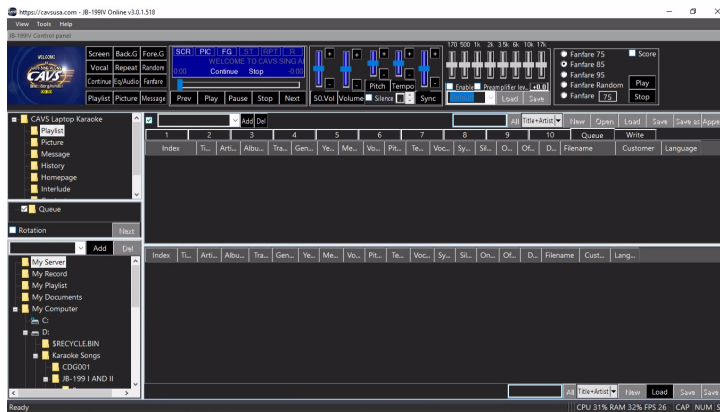 https://cavsusa.com - JB-199IV Online v3.0.1.518
View Tools Help
JB-199IV Control panel
WELCOME
CAVS
Screen Back.G Fore.G
Vocal Repeat Random
Continue Eq/Audio Fanfare
Playlist Picture Message
SCR PIC FG ST RPT R
WELCOME TO CAVS SING AI
0:00 Continue Stop -0:00
Prev Play Pause Stop Next
50.Vol Volume Silence Pitch Tempo Sync
170 500 1k 2k 3.5k 6k 10k 17k
Enable Preamplifier lev.. +0.0
Default Load Save
Fanfare 75
Fanfare 85
Fanfare 95
Fanfare Random
Fanfare 75
Score
Play
Stop
CAVS Laptop Karaoke
Playlist
Picture
Message
History
Homepage
Interlude
Queue
Rotation Next
Add Del
My Server
My Record
My Playlist
My Documents
My Computer
C:
D:
$RECYCLE.BIN
Karaoke Songs
CDG001
JB-199 I AND II
Add Del All Title+Artist New Open Load Save Save as Appe
1 2 3 4 5 6 7 8 9 10 Queue Write
Index Ti... Arti... Albu... Tra... Gen... Ye... Me... Vo... Pit... Te... Voc... Sy... Sil... O... Of... D... Filename Customer Language
Index Ti... Arti... Albu... Tra... Gen... Ye... Me... Vo... Pit... Te... Voc... Sy... Sil... On... Of... D... Filename Cust... Lang...
All Title+Artist New Load Save Save
Ready
CPU 31% RAM 32% FPS 26 CAP NUM S